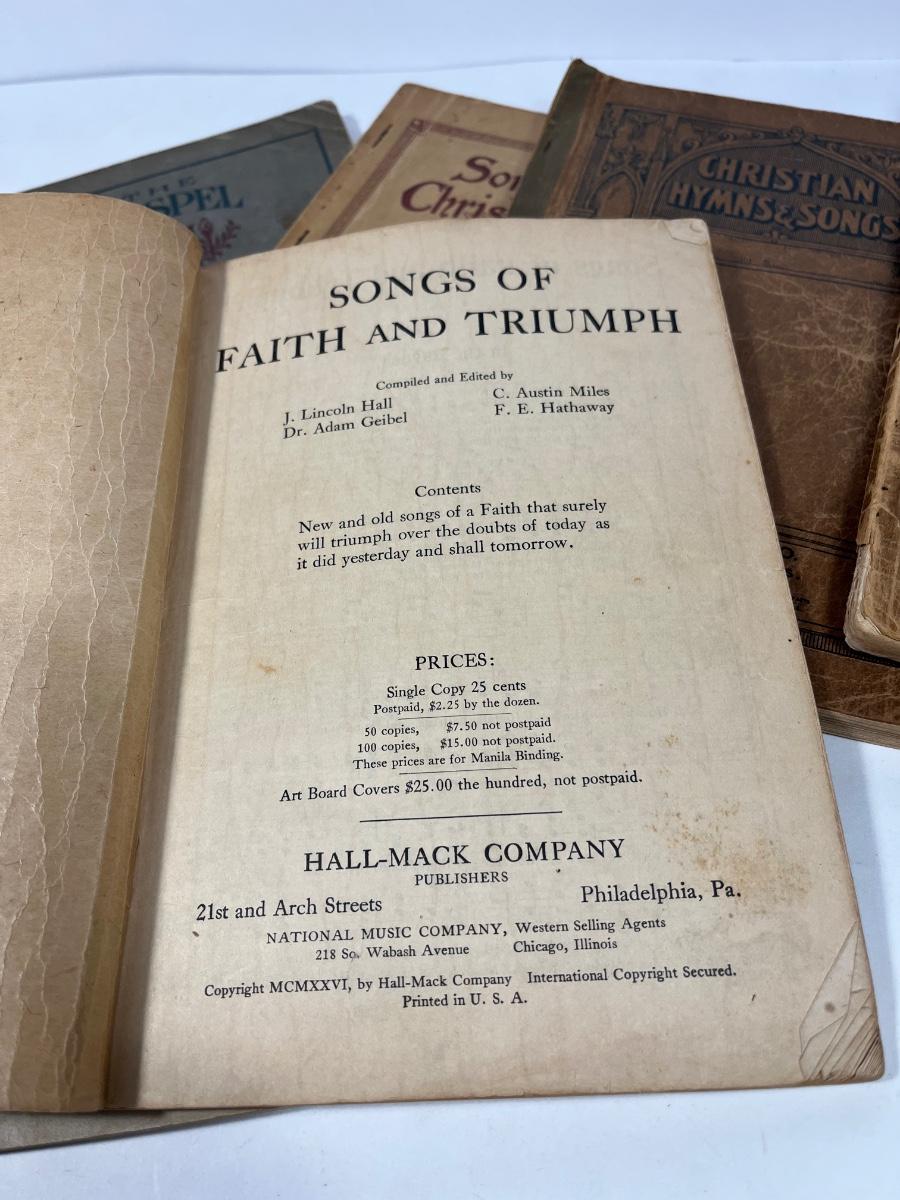 THE
SPEL
Christ
CHRISTIAN
HYMNS & SONGS
SONGS OF
FAITH AND TRIUMPH
Compiled and Edited by
J. Lincoln Hall C. Austin Miles
Dr. Adam Geibel F. E. Hathaway
Contents
New and old songs of a Faith that surely
will triumph over the doubts of today as
it did yesterday and shall tomorrow.
PRICES:
Single Copy 25 cents
Postpaid, $2.25 by the dozen.
50 copies, $7.50 not postpaid
100 copies, $15.00 not postpaid.
These prices are for Manila Binding.
Art Board Covers $25.00 the hundred, not postpaid.
HALL-MACK COMPANY
PUBLISHERS
21st and Arch Streets Philadelphia, Pa.
NATIONAL MUSIC COMPANY, Western Selling Agents
218 So. Wabash Avenue Chicago, Illinois
Copyright MCMXXVI, by Hall-Mack Company International Copyright Secured.
Printed in U. S. A.